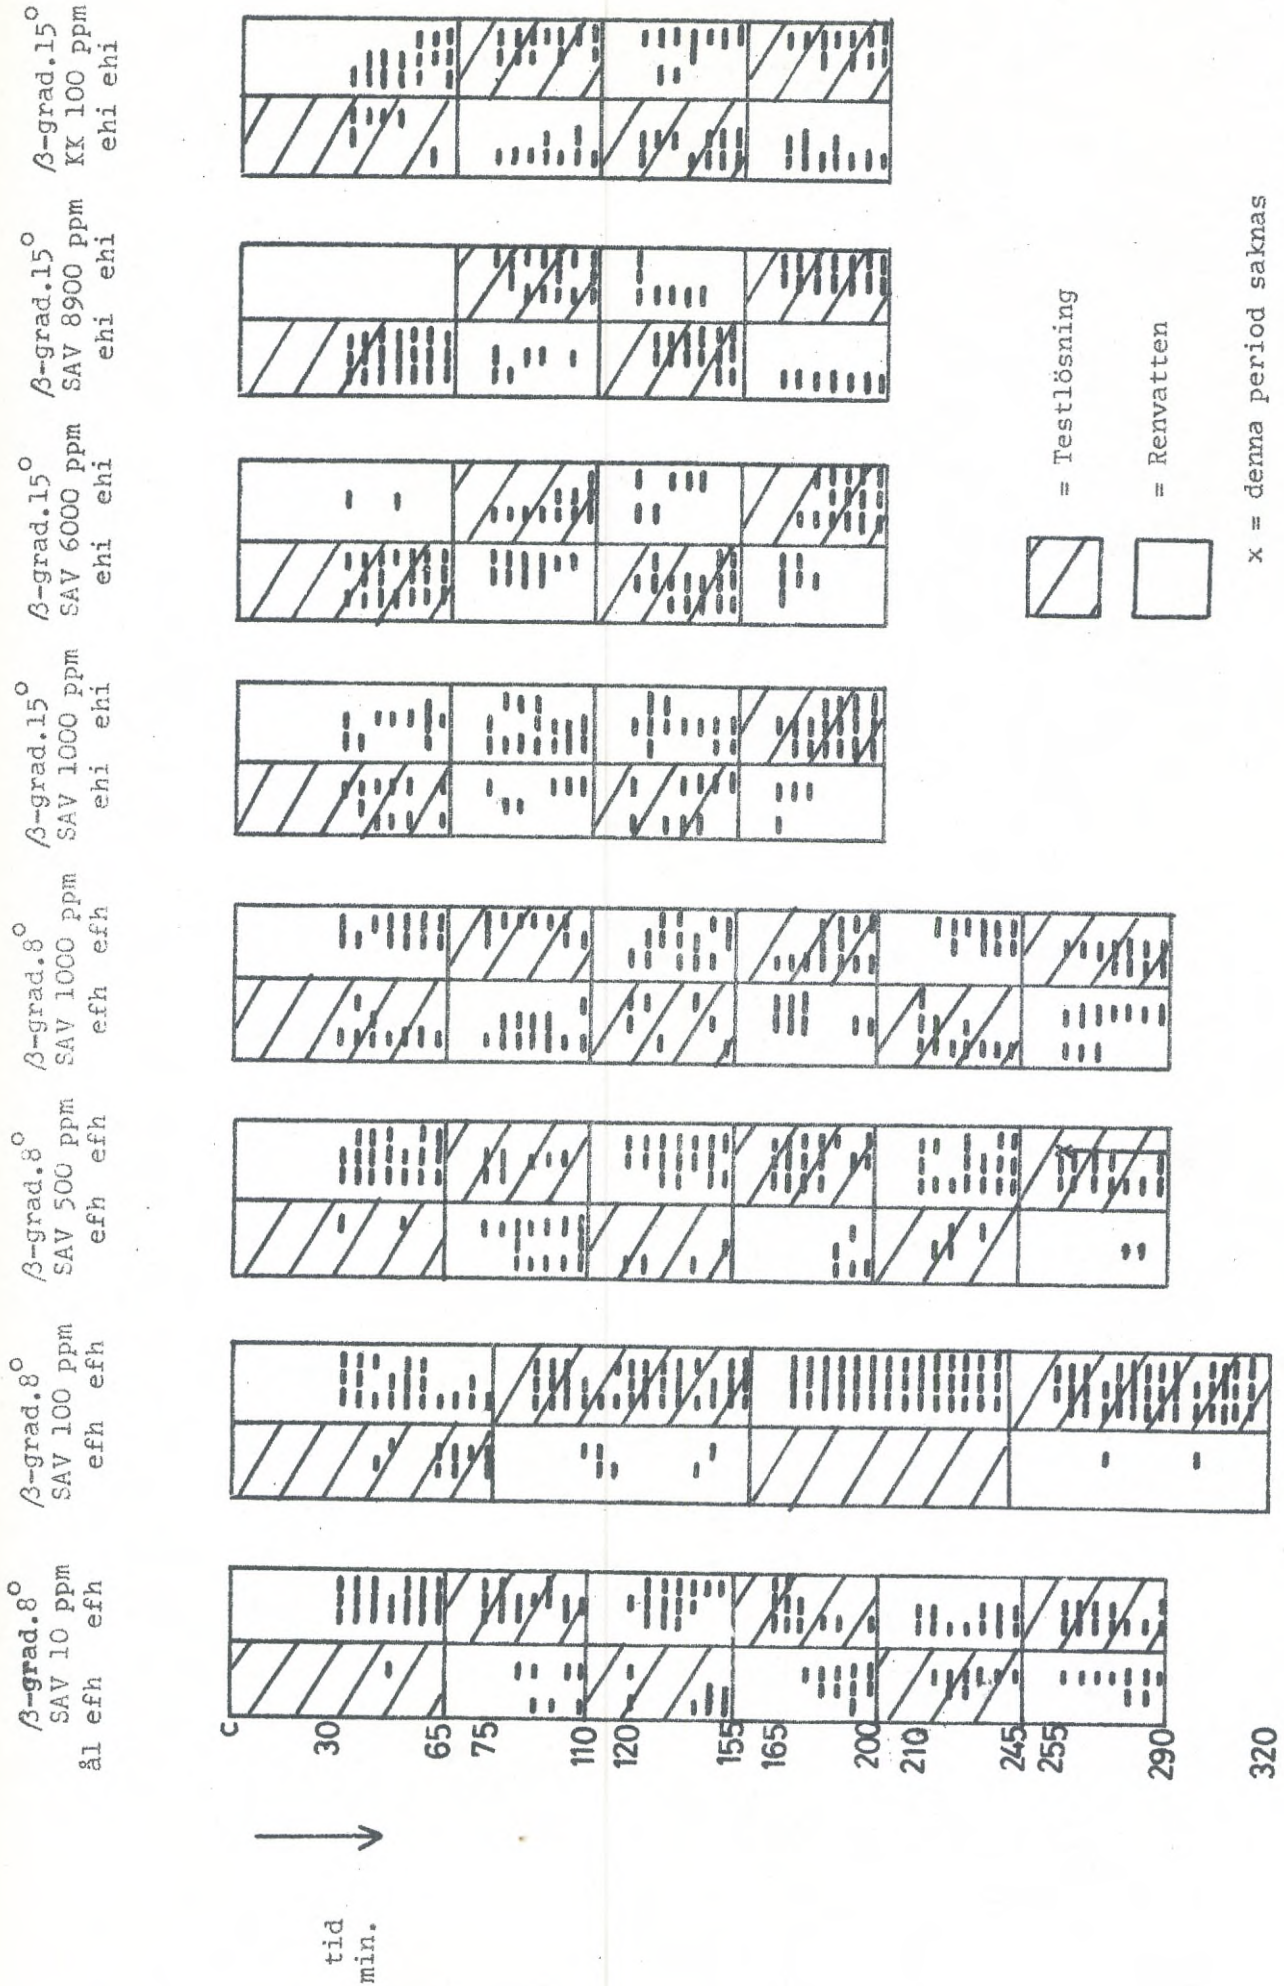 β-grad.8°
SAV 10 ppm
ål efh efh
β-grad.8°
SAV 100 ppm
efh efh
β-grad.8°
SAV 500 ppm
efh efh
β-grad.8°
SAV 1000 ppm
efh efh
β-grad.15°
SAV 1000 ppm
ehi ehi
β-grad.15°
SAV 6000 ppm
ehi ehi
β-grad.15°
SAV 8900 ppm
ehi ehi
β-grad.15°
KK 100 ppm
ehi ehi
tid
min.
C
30
65
75
110
120
155
165
200
210
245
255
290
320
x
= Testlösning
= Renvatten
x = denna period saknas